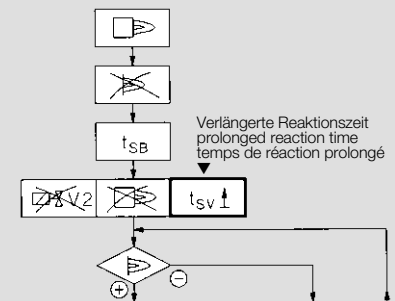 t_SB
Verlängerte Reaktionszeit
prolonged reaction time
temps de réaction prolongé
V2
t_SV
+
−